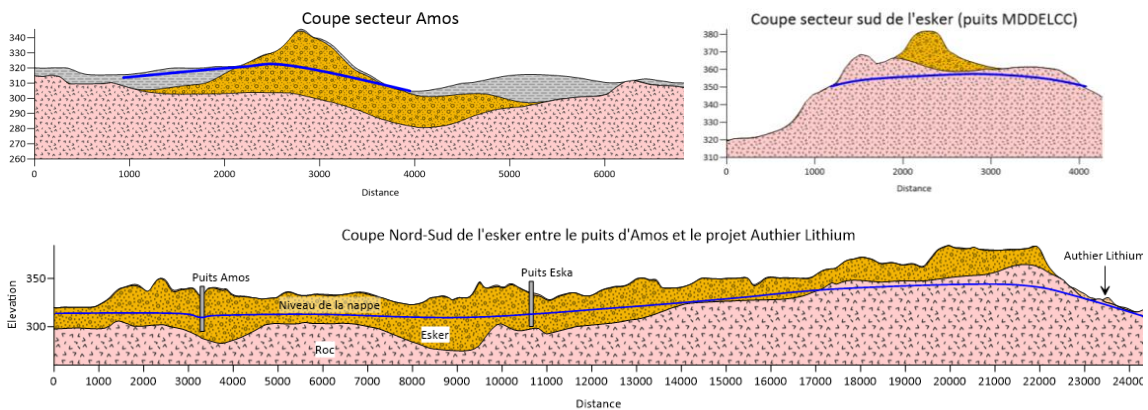 Coupe secteur Amos
340
330
320
310
300
290
280
270
260
0 1000 2000 3000 4000 5000 6000
Distance
Coupe secteur sud de l'esker (puits MDDELCC)
380
370
360
350
340
330
320
310
0 1000 2000 3000 4000
Distance
Coupe Nord-Sud de l'esker entre le puits d'Amos et le projet Authier Lithium
Elevation
350
300
Puits Amos
Niveau de la nappe
Esker
Roc
Puits Eska
Authier Lithium
0 1000 2000 3000 4000 5000 6000 7000 8000 9000 10000 11000 12000 13000 14000 15000 16000 17000 18000 19000 20000 21000 22000 23000 24000
Distance